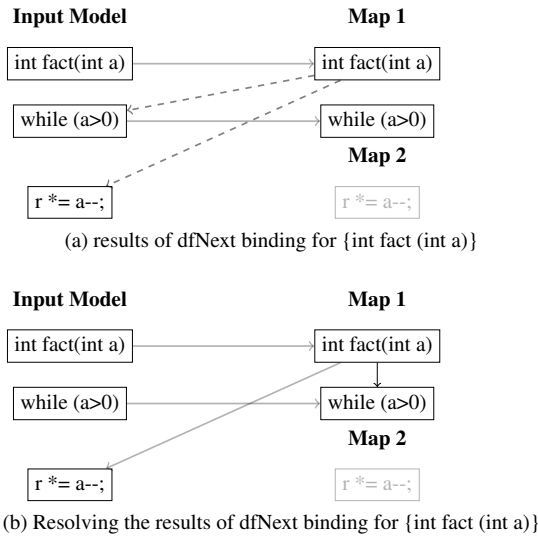 Input Model Map 1
int fact(int a) int fact(int a)
while (a>0) while (a>0)
Map 2
r *= a--; r *= a--;
(a) results of dfNext binding for {int fact (int a)}
Input Model Map 1
int fact(int a) int fact(int a)
while (a>0) while (a>0)
Map 2
r *= a--; r *= a--;
(b) Resolving the results of dfNext binding for {int fact (int a)}